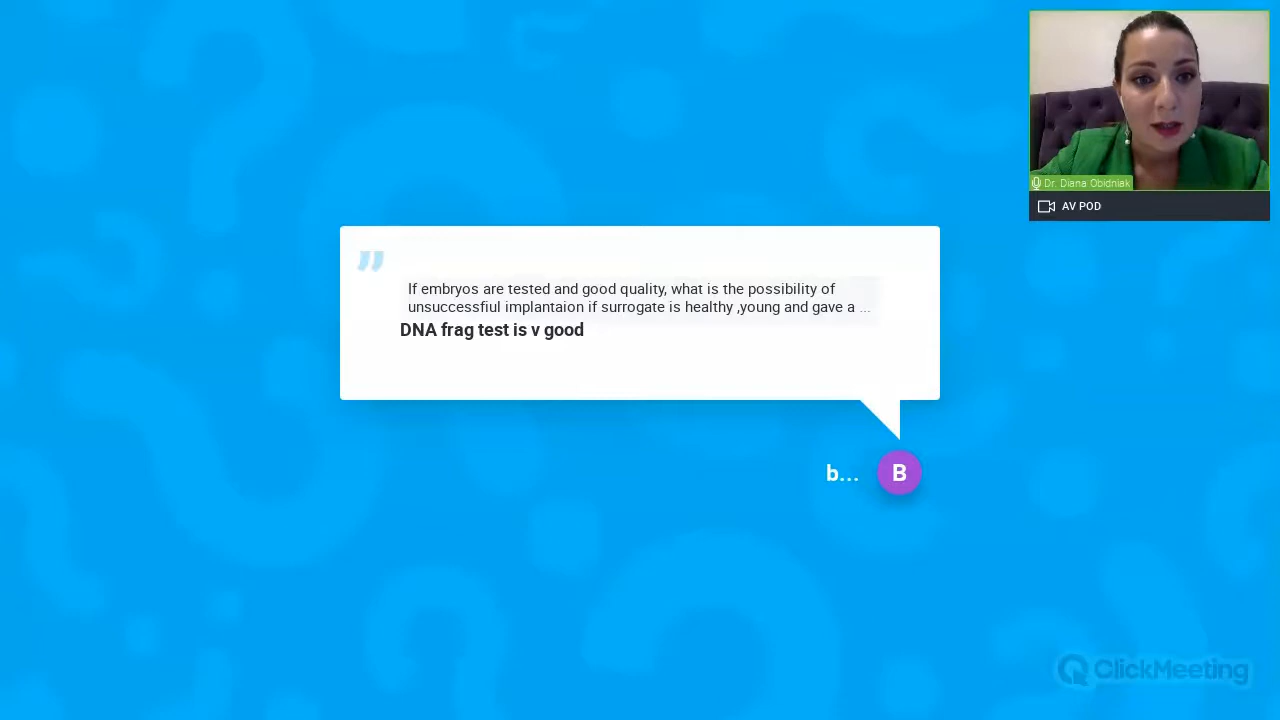 Dr. Diana Obidniak
AV POD
If embryos are tested and good quality, what is the possibility of
unsuccessfiul implantaion if surrogate is healthy ,young and gave a ...
DNA frag test is v good
b...
B
ClickMeeting